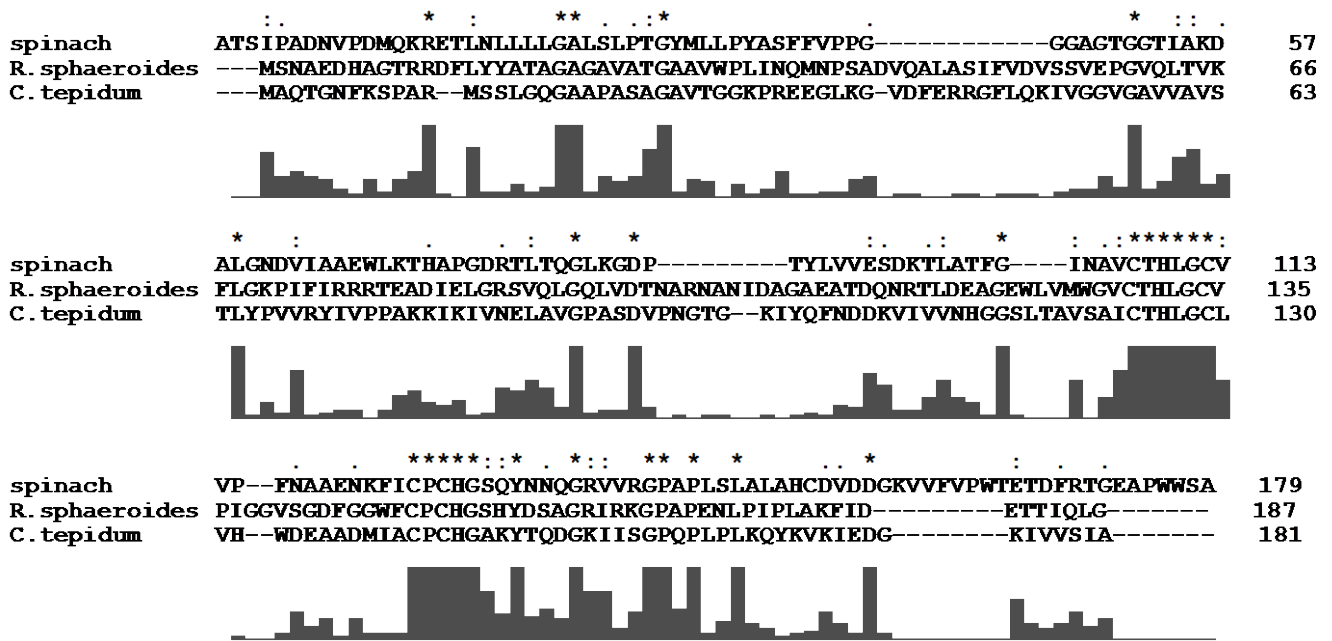 :. * : ** . .:* . * :: .
spinach ATSIPADNVPDMQKRETLNLLLLGALSLPTGYMLLPYASFFVPPG------------GGAGTGGTIAKD 57
R.sphaeroides ---MSNAEDHAGTRRDFLYYATAGAGAVATGAAVWPLINQMNPSADVQALASIFVDVSSVEPGVQLTVK 66
C.tepidum ---MAQTGNFKSPAR--MSSLGQGAAPASAGAVTGGKPREEGLKG-VDFERRGFLQKIVGGVGAVVAVS 63
* : . . : * * :. .: * : .:******:
spinach ALGNDVIAAEWLKTHAPGDRTLTQGLKGDP---------TYLVVESDKTLATFG----INAVCTHLGCV 113
R.sphaeroides FLGKPIFIRRRTEADIELGRSVQLGQLVDTNARNANIDAGAEATDQNRTLDEAGEWLVMWGVCTHLGCV 135
C.tepidum TLYPVVRYIVPPAKKIKIVNELAVGPASDVPNGTG--KIYQFNDDKVIVVNHGGSLTAVSAICTHLGCL 130
. . *****::* .*:: ** * * .. * : . .
spinach VP--FNAAENKFICPCHGSQYNNQGRVVRGPAPLSLALAHCDVDDGKVVFVPWTETDFRTGEAPWWSA 179
R.sphaeroides PIGGVSGDFGGWFCPCHGSHYDSAGRIRKGPAPENLPIPLAKFID---------ETTIQLG------- 187
C.tepidum VH--WDEAADMIACPCHGAKYTQDGKIISGPQPLPLKQYKVKIEDG--------KIVVSIA------- 181